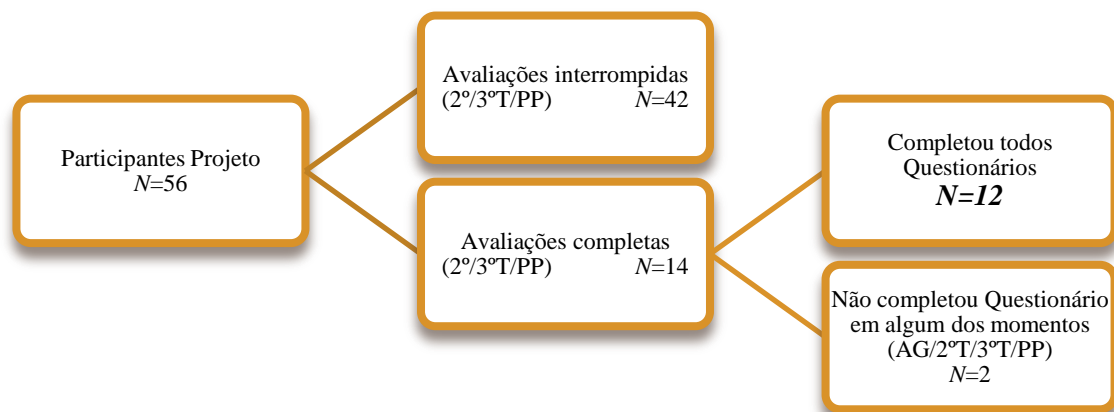 Participantes Projeto
N=56
Avaliações interrompidas
(2º/3ºT/PP) N=42
Avaliações completas
(2º/3ºT/PP) N=14
Completou todos
Questionários
N=12
Não completou Questionário
em algum dos momentos
(AG/2ºT/3ºT/PP)
N=2